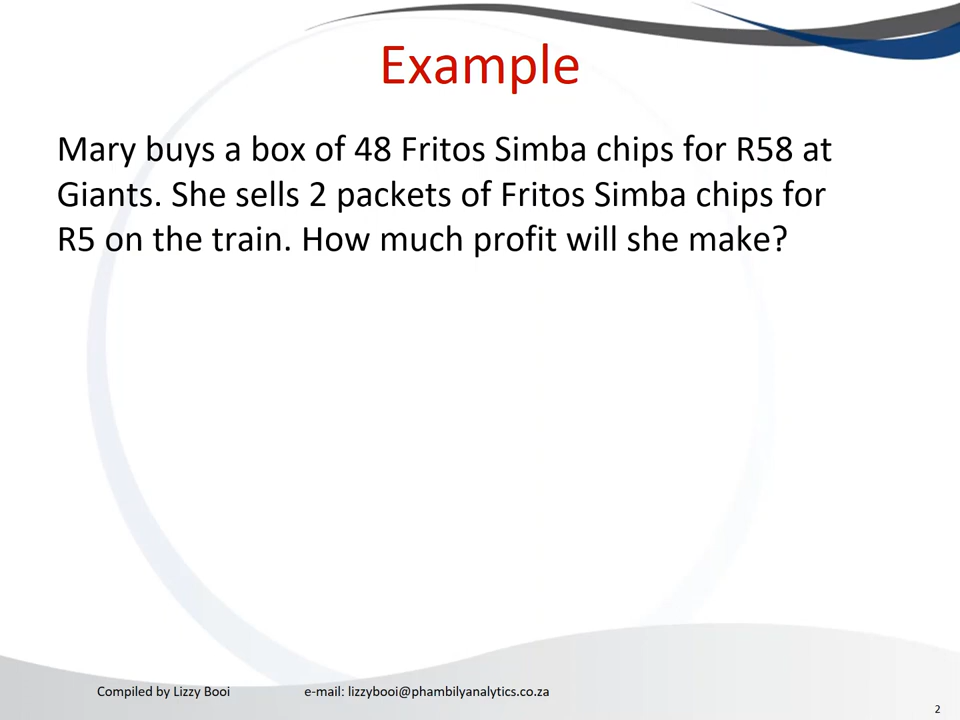 Example
Mary buys a box of 48 Fritos Simba chips for R58 at
Giants. She sells 2 packets of Fritos Simba chips for
R5 on the train. How much profit will she make?
Compiled by Lizzy Booi e-mail: lizzybooi@phambilyanalytics.co.za
2